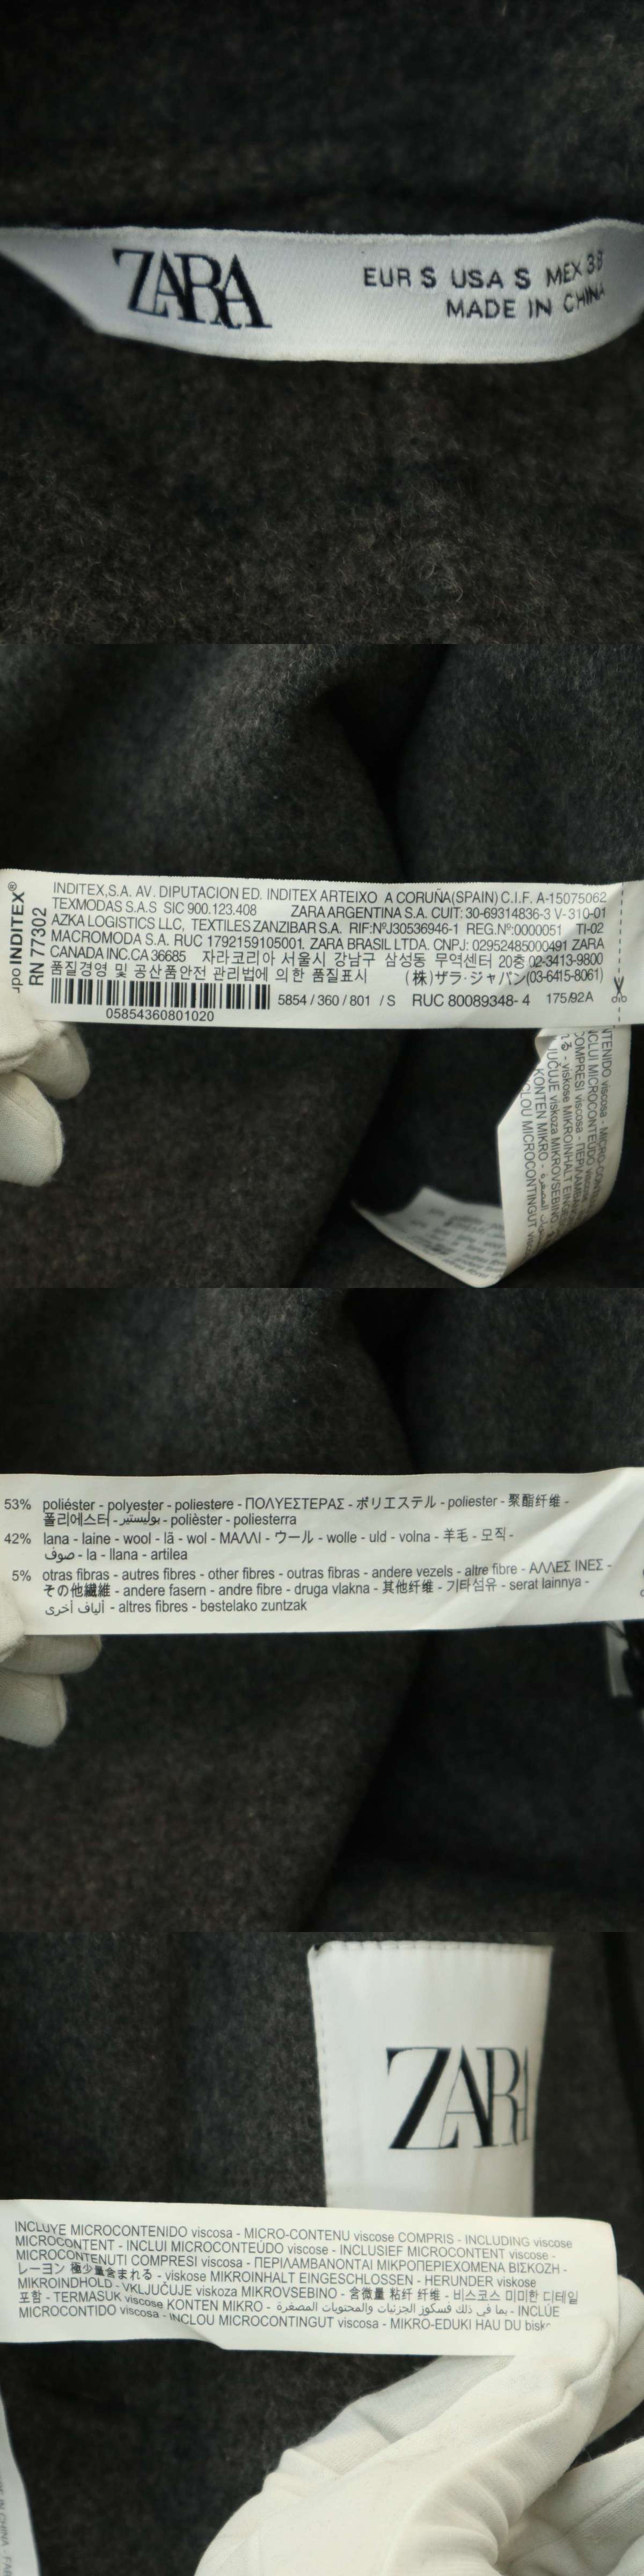 ZARA
EUR S USA S MEX 38
MADE IN CHINA
INDITEX®
RN 77302
INDITEX,S.A. AV. DIPUTACION ED. INDITEX ARTEIXO A CORUÑA(SPAIN) C.I.F. A-15075062
TEXMODAS S.A.S SIC 900.123.408 ZARA ARGENTINA S.A. CUIT: 30-69314836-3 V-310-01
AZKA LOGISTICS LLC, TEXTILES ZANZIBAR S.A. RIF:NºJ30536946-1 REG.Nº:0000051 TI-02
MACROMODA S.A. RUC 1792159105001. ZARA BRASIL LTDA. CNPJ: 02952485000491 ZARA
CANADA INC.CA 36685 자라코리아 서울시 강남구 삼성동 무역센터 20층 02-3413-9800
품질경영 및 공산품안전 관리법에 의한 품질표시 (株)ザラ・ジャパン(03-6415-8061)
5854 / 360 / 801 / S RUC 80089348- 4 175/92A
05854360801020
53% poliéster - polyester - poliestere - ΠΟΛΥΕΣΤΕΡΑΣ - ポリエステル - poliester - 聚酯纤维 -
폴리에스터 - بوليستير - polièster - poliesterra
42% lana - laine - wool - lã - wol - ΜΑΛΛΙ - ウール - wolle - uld - volna - 羊毛 - 모직 -
صوف - la - llana - artilea
5% otras fibras - autres fibres - other fibres - outras fibras - andere vezels - altre fibre - ΑΛΛΕΣ ΙΝΕΣ -
その他繊維 - andere fasern - andre fibre - druga vlakna - 其他纤维 - 기타섬유 - serat lainnya -
ألياف أخرى - altres fibres - bestelako zuntzak
ZARA
INCLUYE MICROCONTENIDO viscosa - MICRO-CONTENU viscose COMPRIS - INCLUDING viscose
MICROCONTENT - INCLUI MICROCONTEÚDO viscose - INCLUSIEF MICROCONTENT viscose -
MICROCONTENUTI COMPRESI viscosa - ΠΕΡΙΛΑΜΒΑΝΟΝΤΑΙ ΜΙΚΡΟΠΕΡΙΕΧΟΜΕΝΑ ΒΙΣΚΟΖΗ -
レーヨン 極少量含まれる - viskose MIKROINHALT EINGESCHLOSSEN - HERUNDER viskose
MIKROINDHOLD - VKLJUČUJE viskoza MIKROVSEBINO - 含微量 粘纤 纤维 - 비스코스 미미한 디테일
포함 - TERMASUK viscose KONTEN MIKRO - بما في ذلك فسكوز الجزيئات والمحتويات المصغرة - INCLÚE
MICROCONTIDO viscosa - INCLOU MICROCONTINGUT viscosa - MIKRO-EDUKI HAU DU